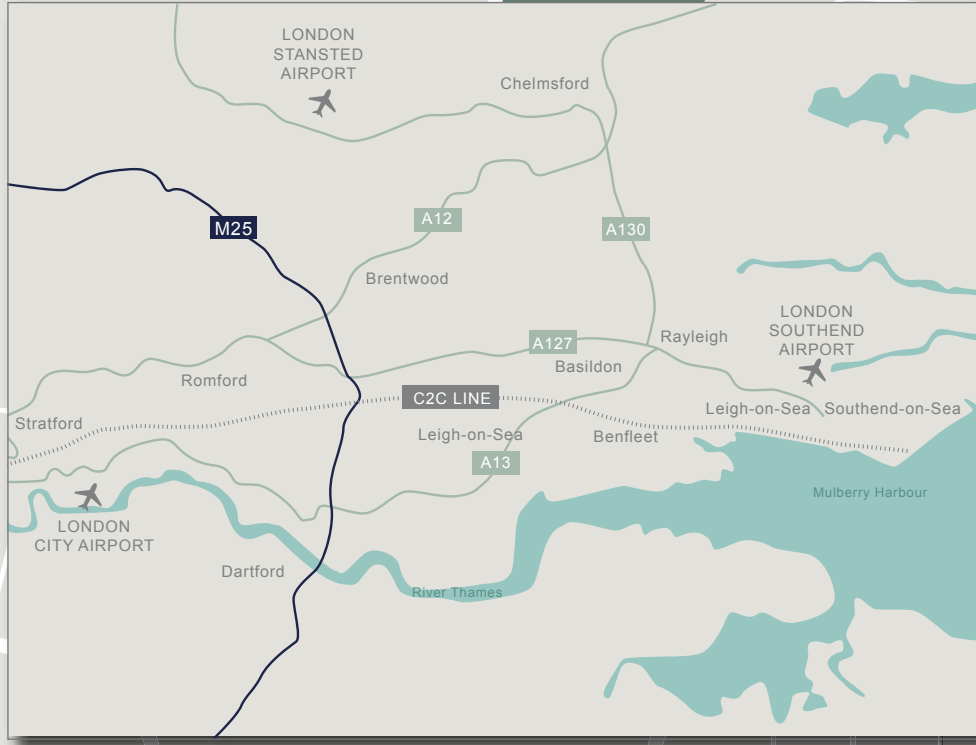 LONDON
STANSTED
AIRPORT
Chelmsford
A12
M25
A130
Brentwood
LONDON
SOUTHEND
AIRPORT
A127
Rayleigh
Basildon
Romford
C2C LINE
Leigh-on-Sea
Southend-on-Sea
Stratford
Leigh-on-Sea
Benfleet
A13
Mulberry Harbour
LONDON
CITY AIRPORT
Dartford
River Thames